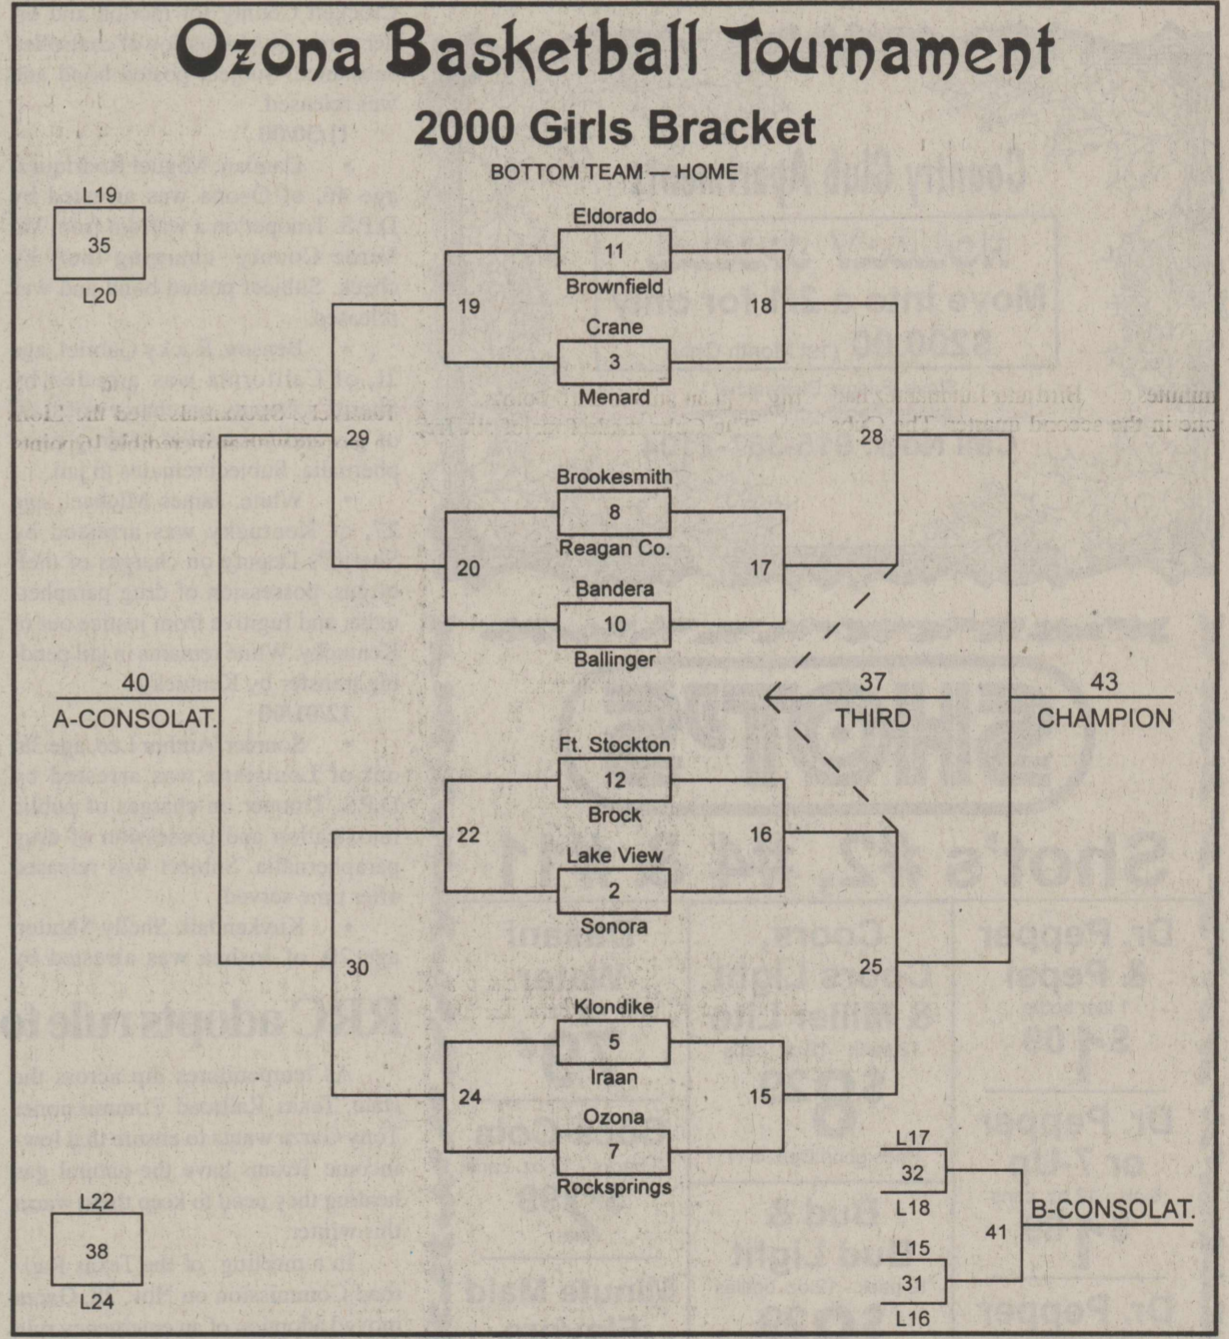 Ozona Basketball Tournament
2000 Girls Bracket
BOTTOM TEAM — HOME
L19
35
L20
Eldorado
11
Brownfield
19
18
Crane
3
Menard
29
28
Brookesmith
8
Reagan Co.
20
17
Bandera
10
Ballinger
40
A-CONSOLAT.
37
THIRD
43
CHAMPION
Ft. Stockton
12
Brock
22
16
Lake View
2
Sonora
30
25
Klondike
5
Iraan
24
15
Ozona
7
Rocksprings
L17
32
L18
B-CONSOLAT.
41
L15
31
L16
L22
38
L24